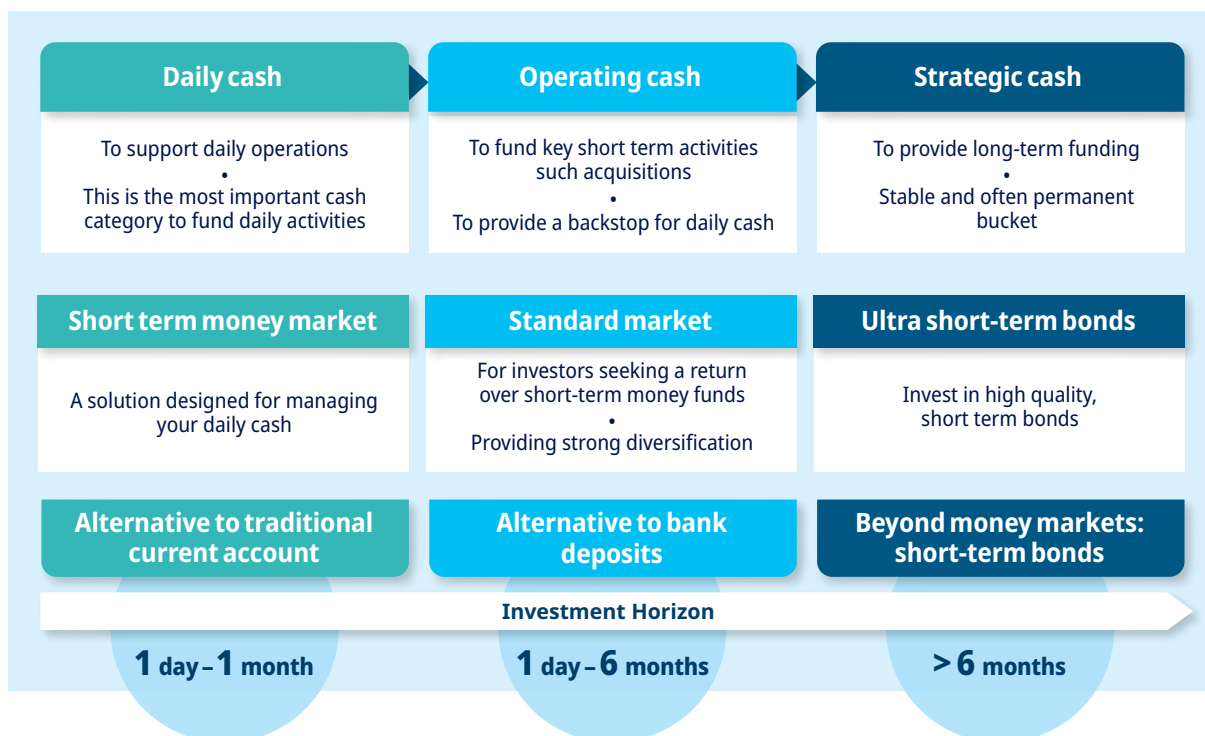 Daily cash
Operating cash
Strategic cash
To support daily operations
•
This is the most important cash
category to fund daily activities
To fund key short term activities
such acquisitions
•
To provide a backstop for daily cash
To provide long-term funding
•
Stable and often permanent
bucket
Short term money market
Standard market
Ultra short-term bonds
A solution designed for managing
your daily cash
For investors seeking a return
over short-term money funds
•
Providing strong diversification
Invest in high quality,
short term bonds
Alternative to traditional
current account
Alternative to bank
deposits
Beyond money markets:
short-term bonds
Investment Horizon
1 day – 1 month
1 day – 6 months
> 6 months